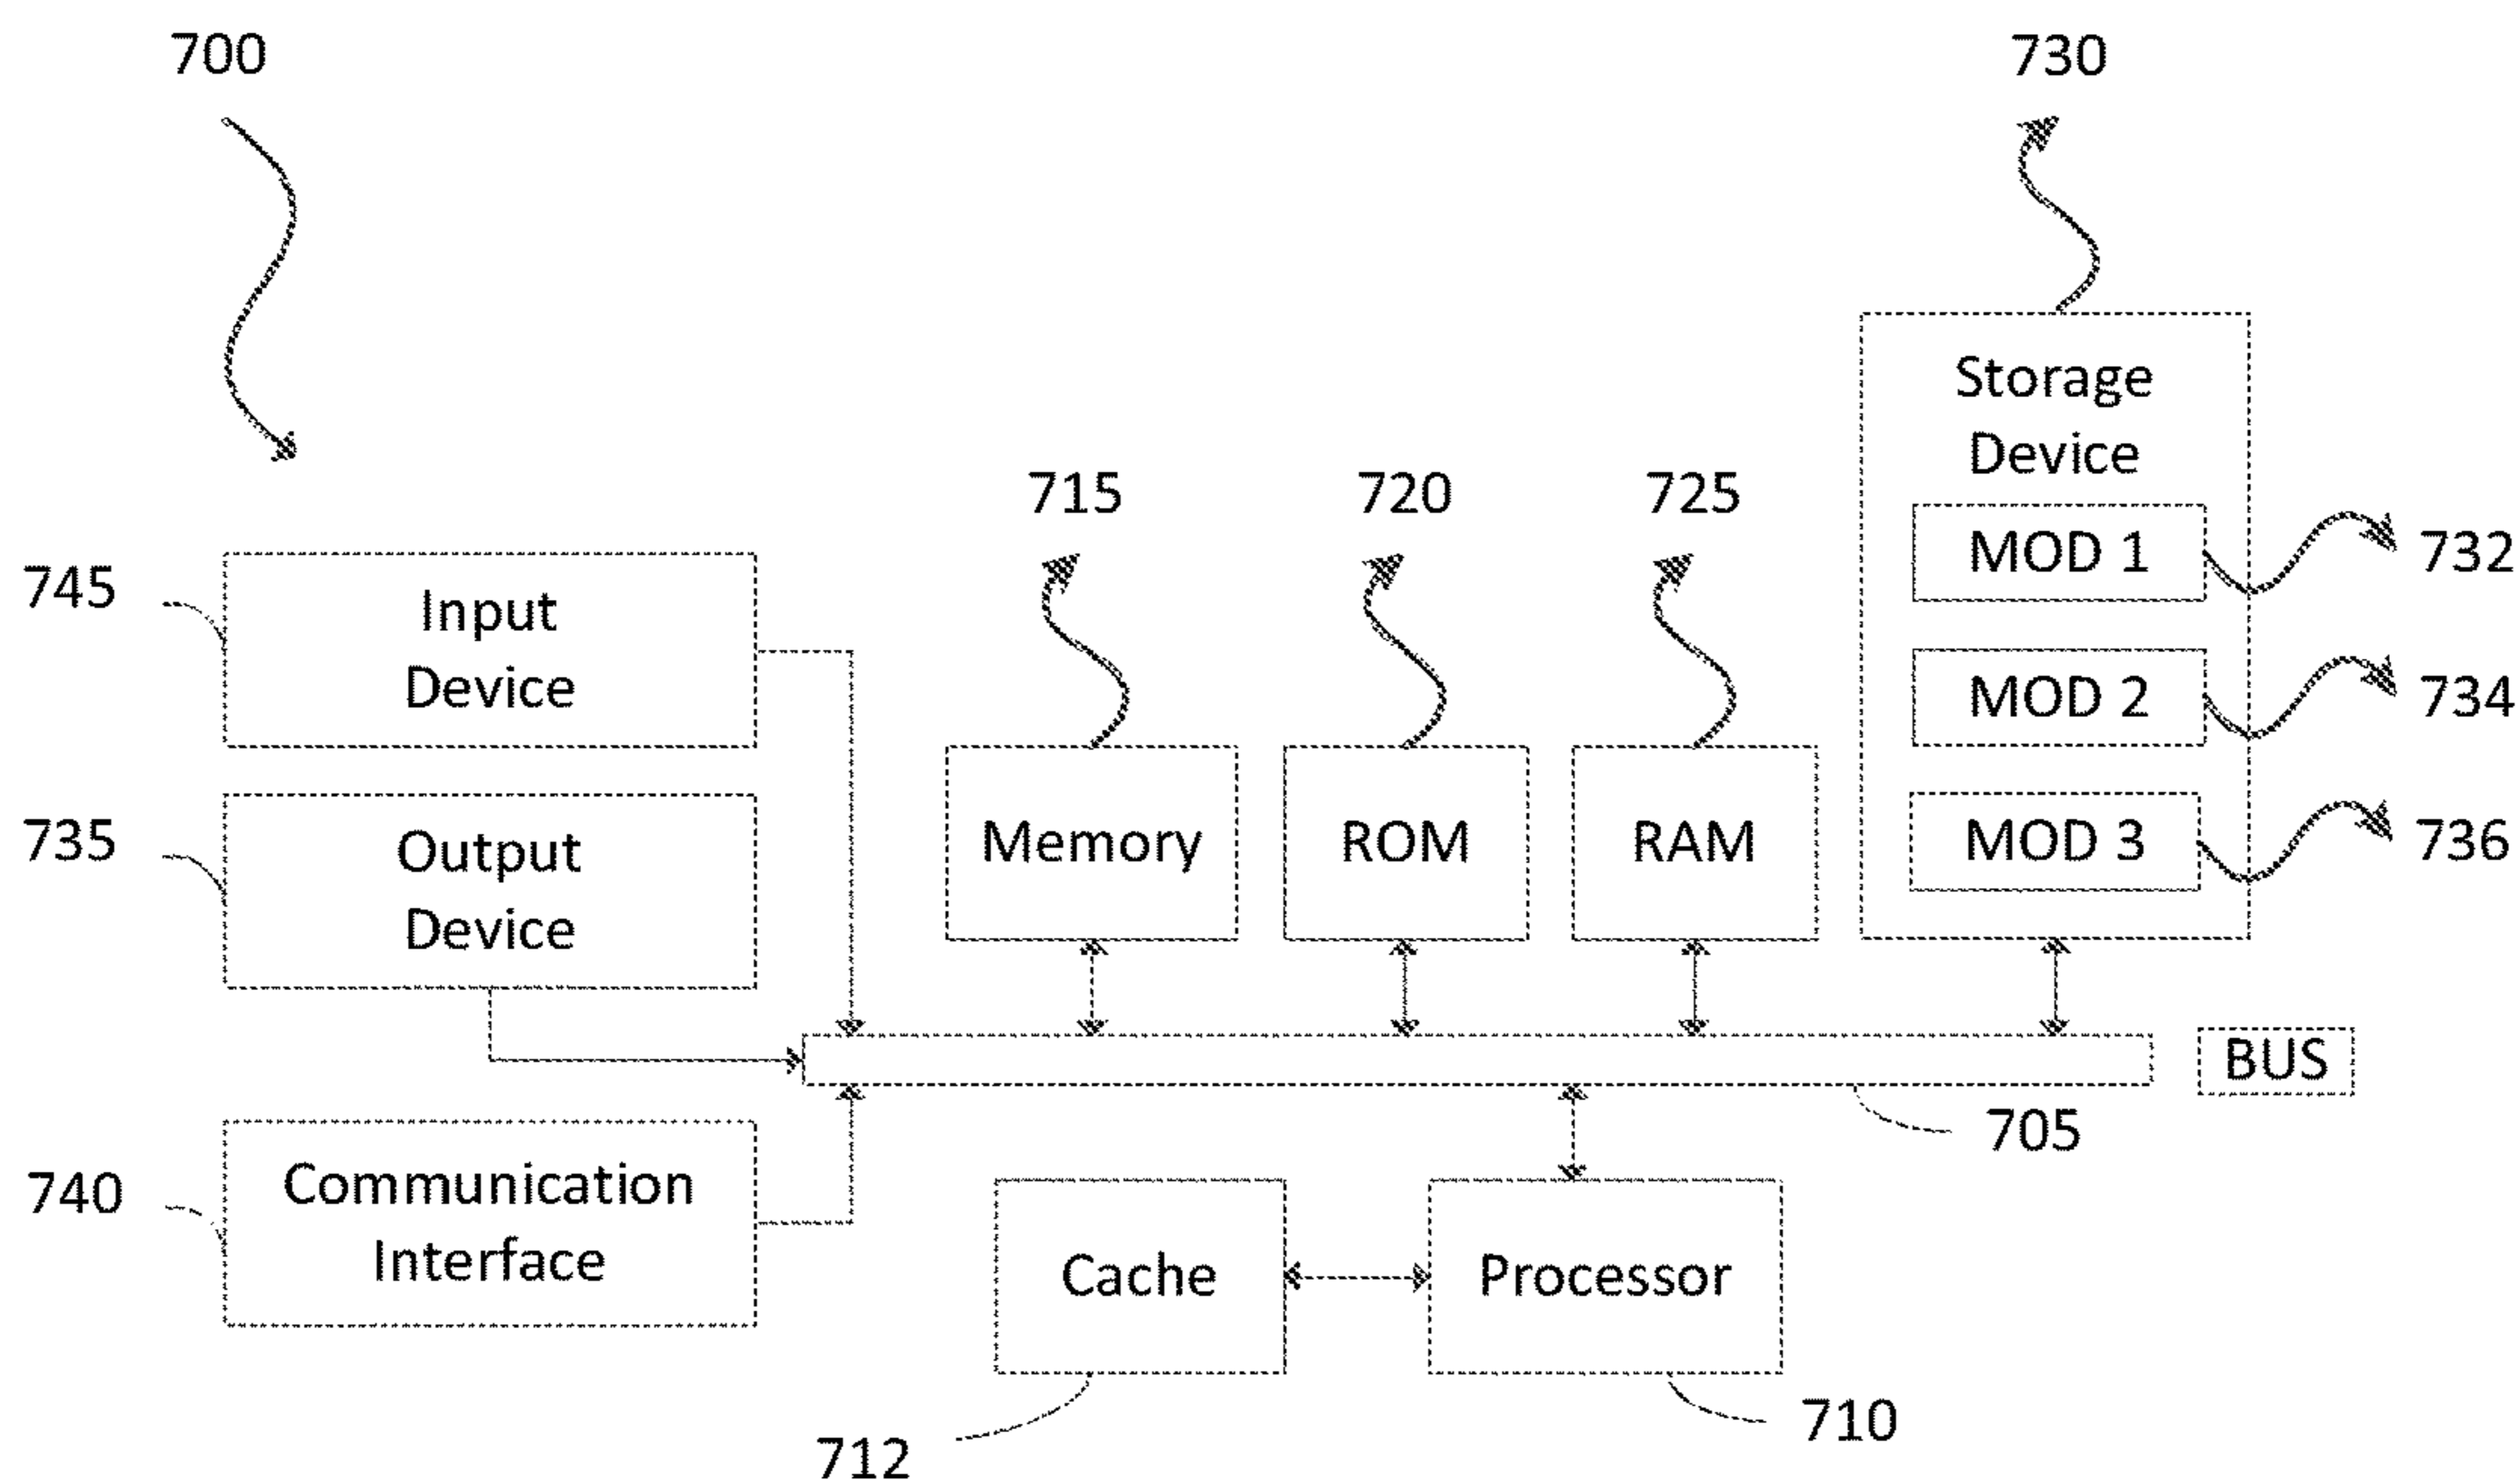 700
730
Storage
Device
715
720
725
MOD 1
732
745
Input
Device
MOD 2
734
735
Output
Device
Memory
ROM
RAM
MOD 3
736
BUS
705
740
Communication
Interface
Cache
Processor
710
712